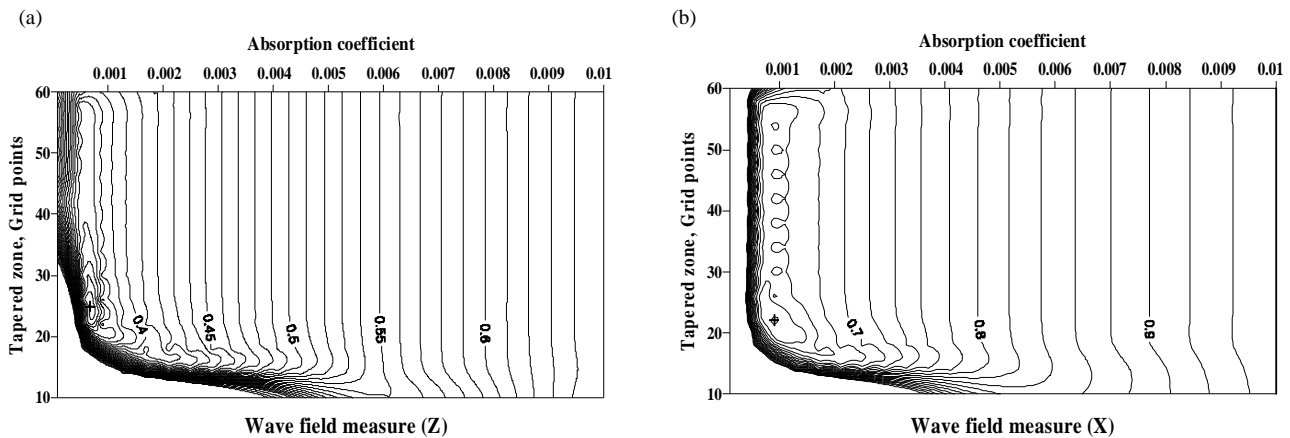 (a)
Absorption coefficient
0.001 0.002 0.003 0.004 0.005 0.006 0.007 0.008 0.009 0.01
60
50
40
30
20
10
Tapered zone, Grid points
0.4 0.45 0.5 0.55 0.6
Wave field measure (Z)
(b)
Absorption coefficient
0.001 0.002 0.003 0.004 0.005 0.006 0.007 0.008 0.009 0.01
60
50
40
30
20
10
Tapered zone, Grid points
0.7 0.8 0.9
Wave field measure (X)